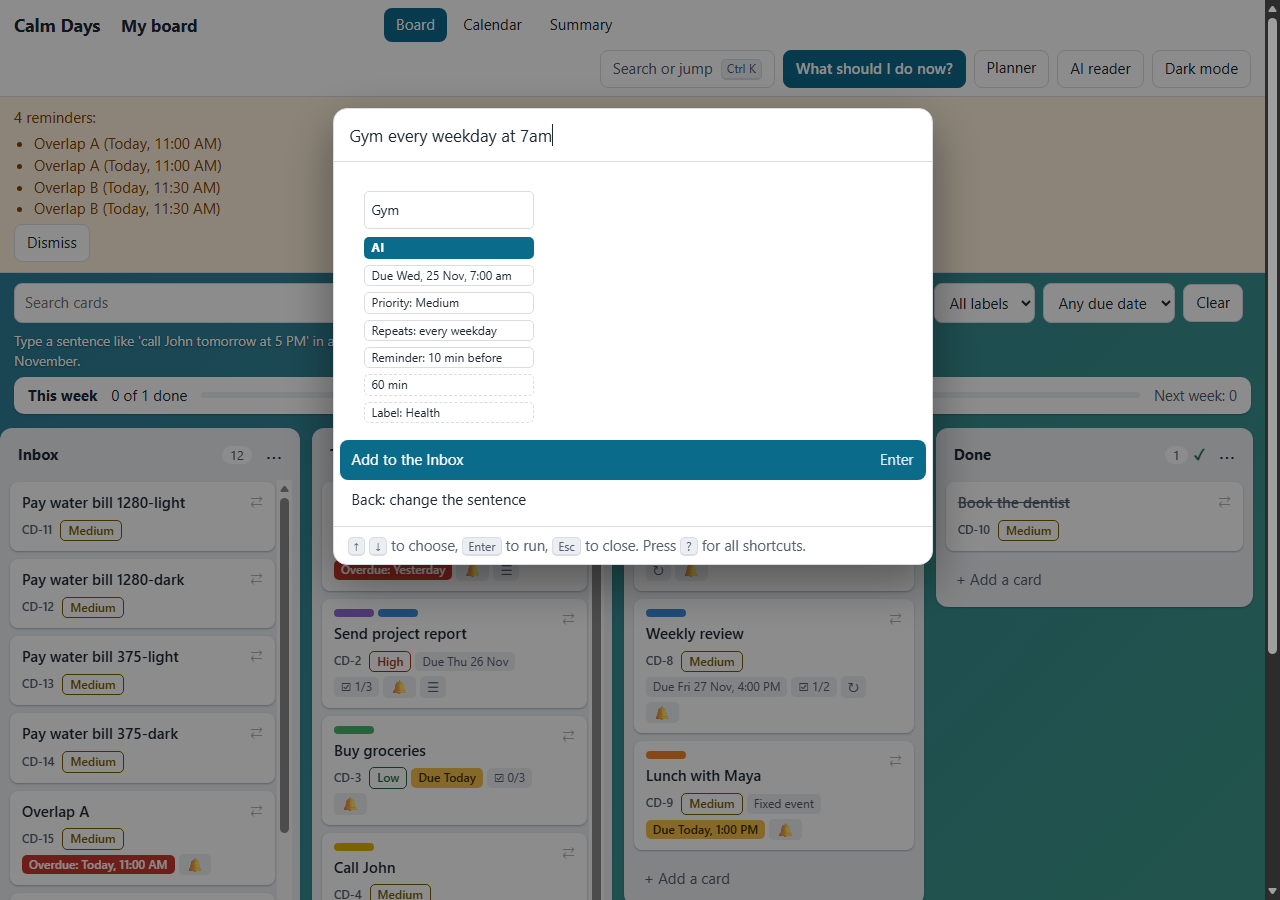 Calm Days My board Board Calendar Summary
Search or jump Ctrl K What should I do now? Planner AI reader Dark mode
4 reminders:
• Overlap A (Today, 11:00 AM)
• Overlap A (Today, 11:00 AM)
• Overlap B (Today, 11:30 AM)
• Overlap B (Today, 11:30 AM)
Dismiss
Gym every weekday at 7am
Gym
AI
Due Wed, 25 Nov, 7:00 am
Priority: Medium
Repeats: every weekday
Reminder: 10 min before
60 min
Label: Health
Add to the Inbox Enter
Back: change the sentence
↑ ↓ to choose, Enter to run, Esc to close. Press ? for all shortcuts.
Search cards All labels Any due date Clear
Type a sentence like 'call John tomorrow at 5 PM' in a
November.
This week 0 of 1 done Next week: 0
Inbox 12 ...
Pay water bill 1280-light
CD-11 Medium
Pay water bill 1280-dark
CD-12 Medium
Pay water bill 375-light
CD-13 Medium
Pay water bill 375-dark
CD-14 Medium
Overlap A
CD-15 Medium
Overdue: Today, 11:00 AM
Overdue: Yesterday
Send project report
CD-2 High Due Thu 26 Nov
1/3
Buy groceries
CD-3 Low Due Today 0/3
Call John
CD-4 Medium
Weekly review
CD-8 Medium
Due Fri 27 Nov, 4:00 PM 1/2
Lunch with Maya
CD-9 Medium Fixed event
Due Today, 1:00 PM
+ Add a card
Done 1 ✓ ...
Book the dentist
CD-10 Medium
+ Add a card